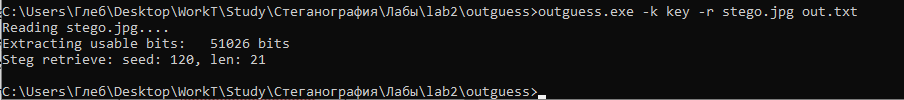 C:\Users\Глеб\Desktop\WorkT\Study\Стеганография\Лабы\lab2\outguess>outguess.exe -k key -r stego.jpg out.txt
Reading stego.jpg....
Extracting usable bits:   51026 bits
Steg retrieve: seed: 120, len: 21
C:\Users\Глеб\Desktop\WorkT\Study\Стеганография\Лабы\lab2\outguess>